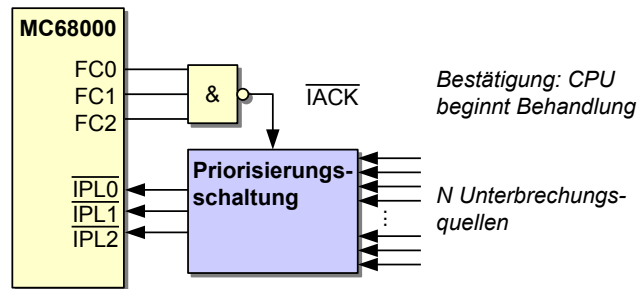 MC68000
FC0
FC1
FC2
&
IACK
Bestätigung: CPU
beginnt Behandlung
IPL0
IPL1
IPL2
Priorisierungs-
schaltung
N Unterbrechungs-
quellen
...